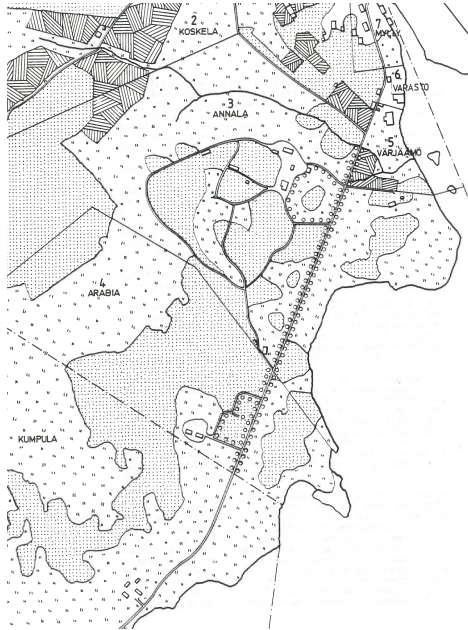 2
KOSKELA
7
MYLLY
6
VARASTO
3
ANNALA
5
VÄRJÄÄMÖ
4
ARABIA
KUMPULA